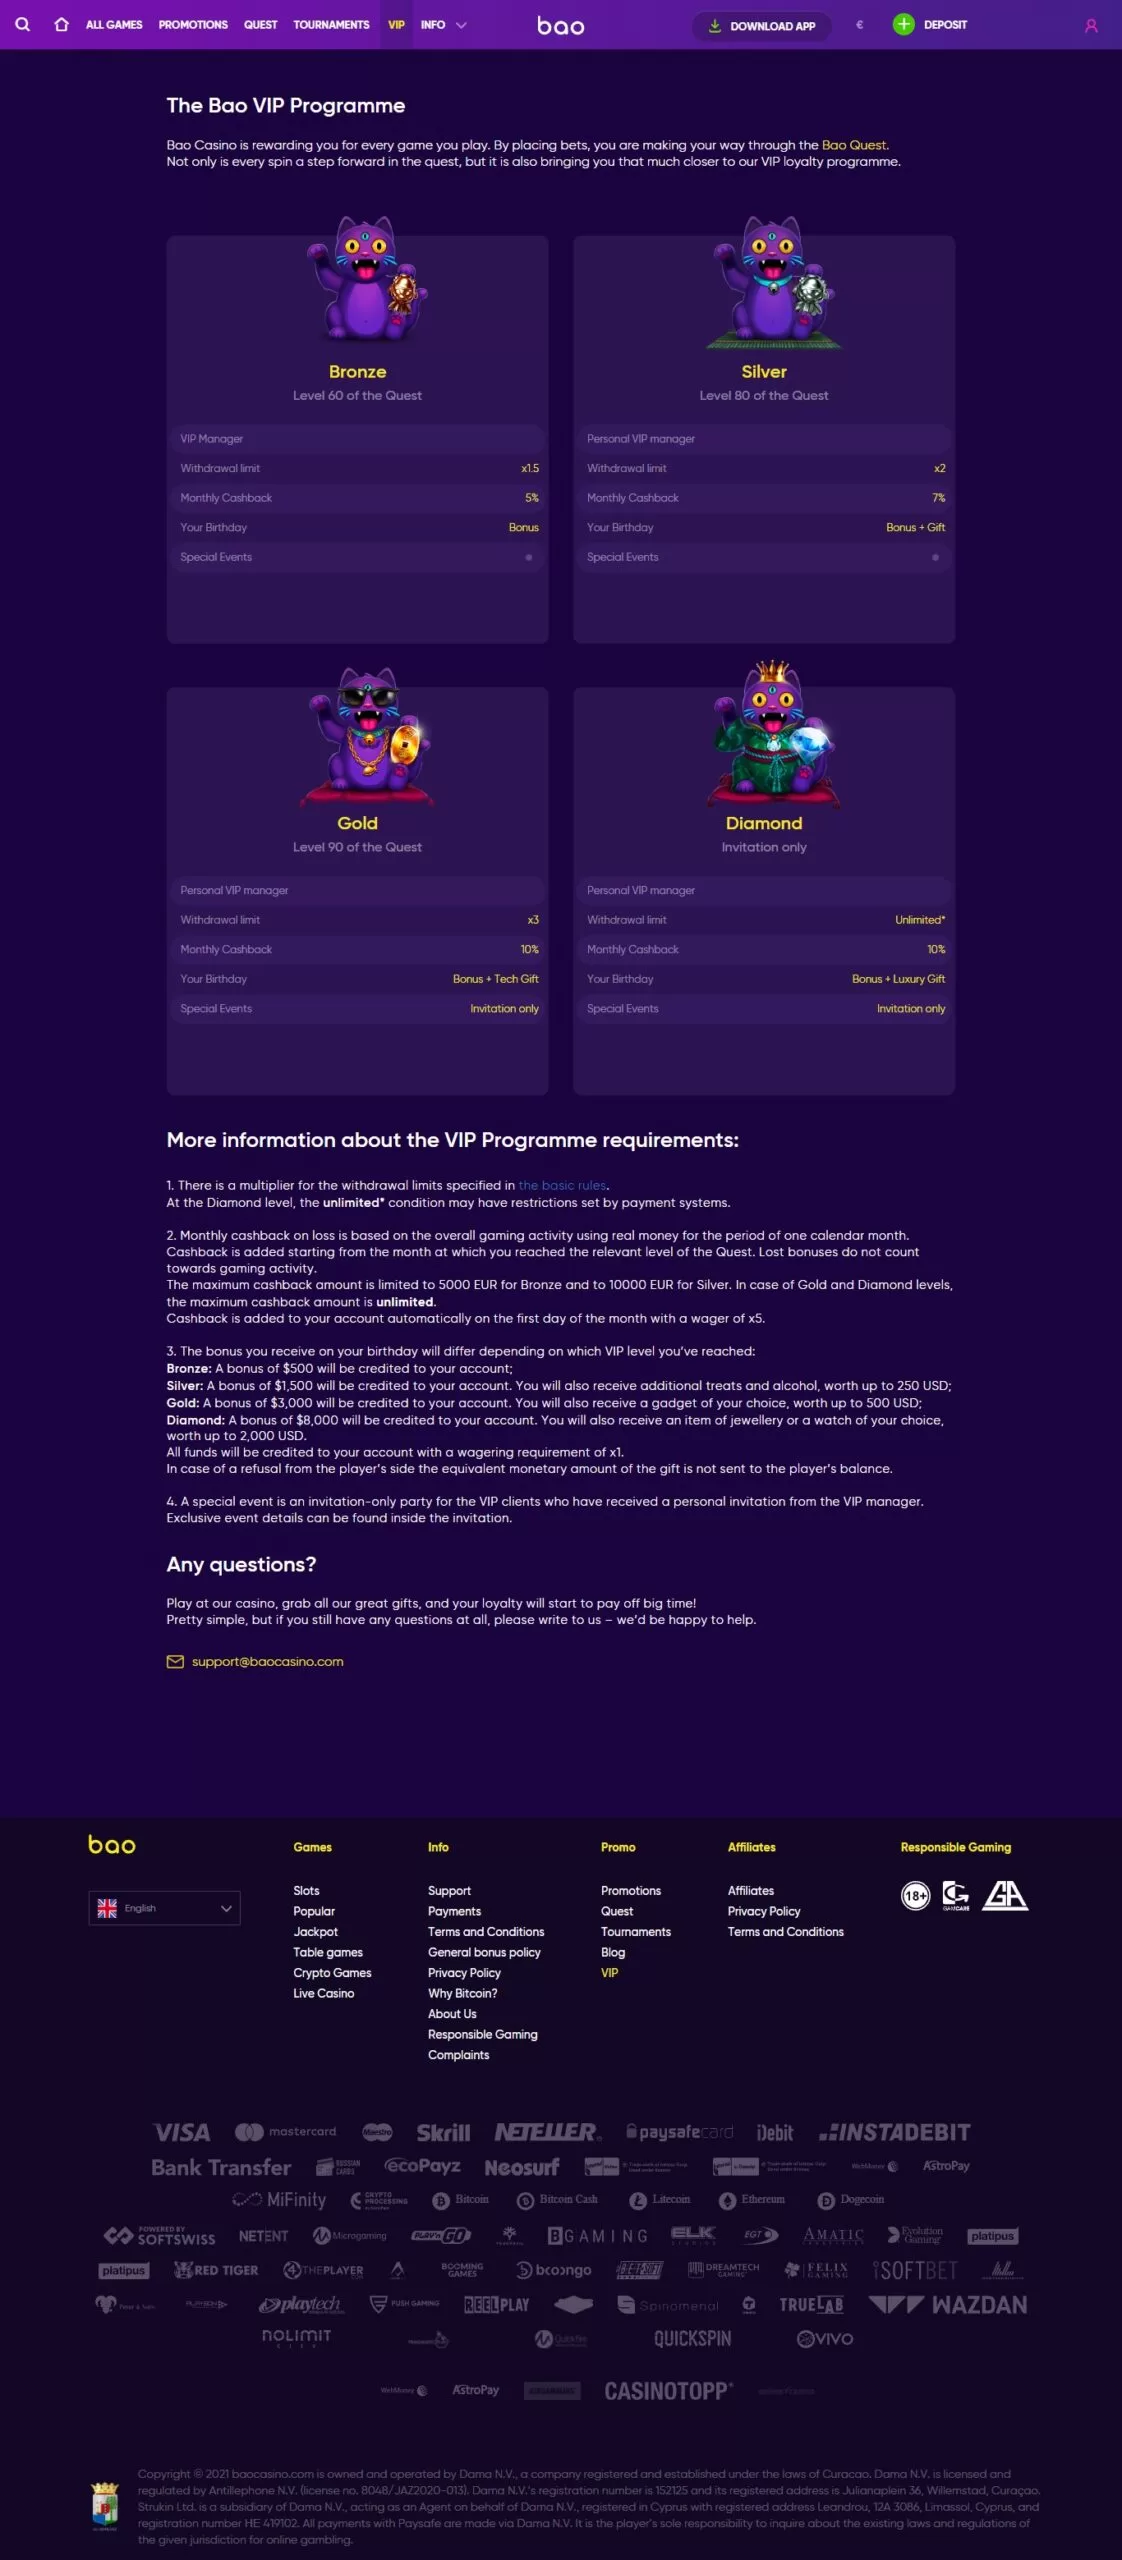 ALL GAMES PROMOTIONS QUEST TOURNAMENTS VIP INFO bao DOWNLOAD APP € DEPOSIT
The Bao VIP Programme
Bao Casino is rewarding you for every game you play. By placing bets, you are making your way through the Bao Quest.
Not only is every spin a step forward in the quest, but it is also bringing you that much closer to our VIP loyalty programme.
Bronze
Level 60 of the Quest
VIP Manager
Withdrawal limit x1.5
Monthly Cashback 5%
Your Birthday Bonus
Special Events
Silver
Level 80 of the Quest
Personal VIP manager
Withdrawal limit x2
Monthly Cashback 7%
Your Birthday Bonus + Gift
Special Events
Gold
Level 90 of the Quest
Personal VIP manager
Withdrawal limit x3
Monthly Cashback 10%
Your Birthday Bonus + Tech Gift
Special Events Invitation only
Diamond
Invitation only
Personal VIP manager
Withdrawal limit Unlimited*
Monthly Cashback 10%
Your Birthday Bonus + Luxury Gift
Special Events Invitation only
More information about the VIP Programme requirements:
1. There is a multiplier for the withdrawal limits specified in the basic rules.
At the Diamond level, the unlimited* condition may have restrictions set by payment systems.
2. Monthly cashback on loss is based on the overall gaming activity using real money for the period of one calendar month.
Cashback is added starting from the month at which you reached the relevant level of the Quest. Lost bonuses do not count
towards gaming activity.
The maximum cashback amount is limited to 5000 EUR for Bronze and to 10000 EUR for Silver. In case of Gold and Diamond levels,
the maximum cashback amount is unlimited.
Cashback is added to your account automatically on the first day of the month with a wager of x5.
3. The bonus you receive on your birthday will differ depending on which VIP level you've reached:
Bronze: A bonus of $500 will be credited to your account;
Silver: A bonus of $1,500 will be credited to your account. You will also receive additional treats and alcohol, worth up to 250 USD;
Gold: A bonus of $3,000 will be credited to your account. You will also receive a gadget of your choice, worth up to 500 USD;
Diamond: A bonus of $8,000 will be credited to your account. You will also receive an item of jewellery or a watch of your choice,
worth up to 2,000 USD.
All funds will be credited to your account with a wagering requirement of x1.
In case of a refusal from the player's side the equivalent monetary amount of the gift is not sent to the player's balance.
4. A special event is an invitation-only party for the VIP clients who have received a personal invitation from the VIP manager.
Exclusive event details can be found inside the invitation.
Any questions?
Play at our casino, grab all our great gifts, and your loyalty will start to pay off big time!
Pretty simple, but if you still have any questions at all, please write to us – we'd be happy to help.
support@baocasino.com
bao
English
Games
Slots
Popular
Jackpot
Table games
Crypto Games
Live Casino
Info
Support
Payments
Terms and Conditions
General bonus policy
Privacy Policy
Why Bitcoin?
About Us
Responsible Gaming
Complaints
Promo
Promotions
Quest
Tournaments
Blog
VIP
Affiliates
Affiliates
Privacy Policy
Terms and Conditions
Responsible Gaming
18+ GAMCARE GA
VISA mastercard Maestro Skrill NETELLER paysafecard iDebit INSTADEBIT
Bank Transfer RUSSIAN CARDS ecoPayz Neosurf WebMoney AstroPay
MiFinity CRYPTO PROCESSING Bitcoin Bitcoin Cash Litecoin Ethereum Dogecoin
POWERED BY SOFTSWISS NETENT Microgaming PLAY'N GO BGAMING ELK STUDIOS EGT AMATIC Evolution Gaming platipus
platipus RED TIGER 4THEPLAYER BOOMING GAMES booongo BETSOFT DREAMTECH GAMING FELIX GAMING iSOFTBET
Peter & Sons PLAYSON playtech PUSH GAMING REELPLAY Spinomenal TRUELAB WAZDAN
NOLIMIT CITY QuickFire QUICKSPIN VIVO
WebMoney AstroPay CASINOTOPP
Copyright © 2021 baocasino.com is owned and operated by Dama N.V., a company registered and established under the laws of Curacao. Dama N.V. is licensed and
regulated by Antillephone N.V. (license no. 8048/JAZ2020-013). Dama N.V.'s registration number is 152125 and its registered address is Julianaplein 36, Willemstad, Curaçao.
Strukin Ltd. is a subsidiary of Dama N.V., acting as an Agent on behalf of Dama N.V., registered in Cyprus with registered address Leandrou, 12A 3086, Limassol, Cyprus, and
registration number HE 419102. All payments with Paysafe are made via Dama N.V. It is the player's sole responsibility to inquire about the existing laws and regulations of
the given jurisdiction for online gambling.